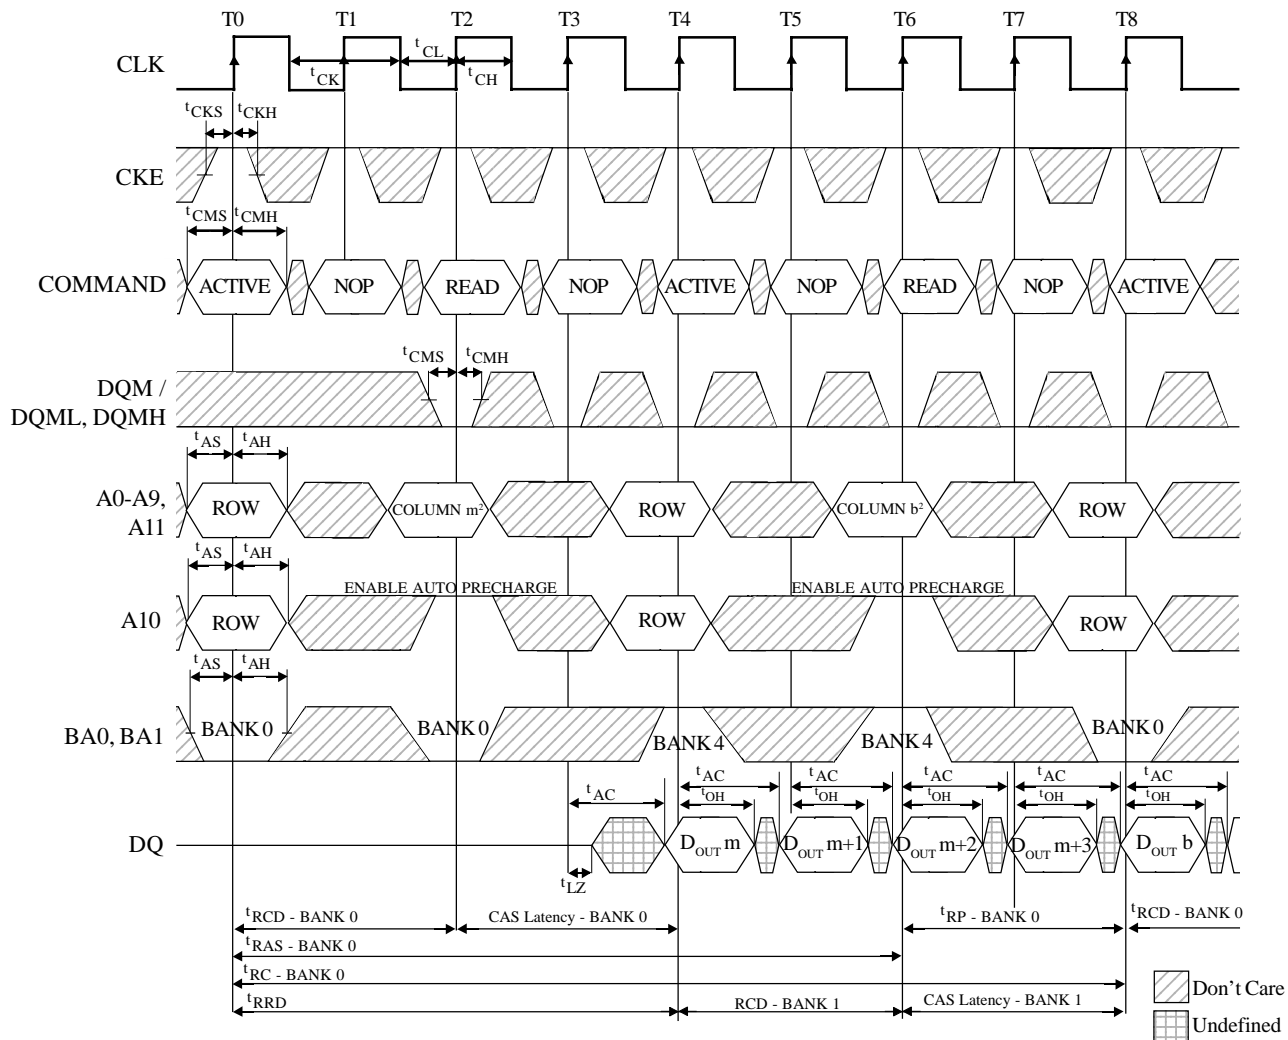 T0 T1 T2 T3 T4 T5 T6 T7 T8
CLK
tCK tCL tCH
tCKS tCKH
CKE
tCMS tCMH
COMMAND ACTIVE NOP READ NOP ACTIVE NOP READ NOP ACTIVE
tCMS tCMH
DQM /
DQML, DQMH
tAS tAH
A0-A9,
A11
ROW COLUMN m² ROW COLUMN b² ROW
tAS tAH
ENABLE AUTO PRECHARGE ENABLE AUTO PRECHARGE
A10 ROW ROW ROW
tAS tAH
BA0, BA1 BANK 0 BANK 0 BANK 4 BANK 4 BANK 0
tAC tAC tAC tAC tAC tAC
tOH tOH tOH tOH tOH
DQ DOUT m DOUT m+1 DOUT m+2 DOUT m+3 DOUT b
tLZ
tRCD - BANK 0 CAS Latency - BANK 0 tRP - BANK 0 tRCD - BANK 0
tRAS - BANK 0
tRC - BANK 0
tRRD RCD - BANK 1 CAS Latency - BANK 1
Don't Care
Undefined